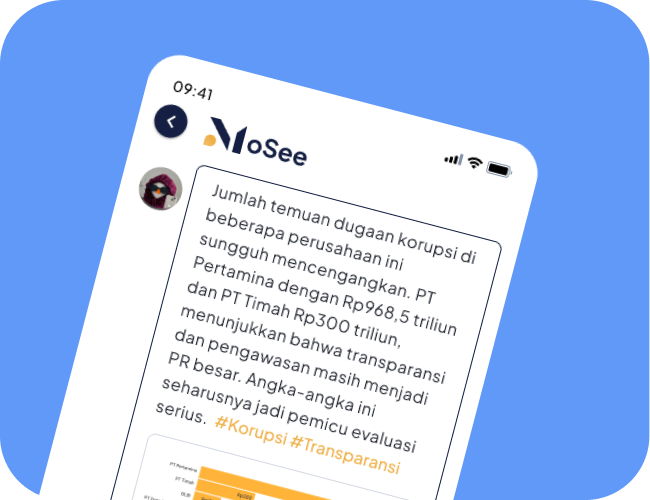 09:41
MoSee
Jumlah temuan dugaan korupsi di
beberapa perusahaan ini
sungguh mencengangkan. PT
Pertamina dengan Rp968,5 triliun
dan PT Timah Rp300 triliun,
menunjukkan bahwa transparansi
dan pengawasan masih menjadi
PR besar. Angka-angka ini
seharusnya jadi pemicu evaluasi
serius. #Korupsi #Transparansi
PT Pertamina
PT Timah
BLBI